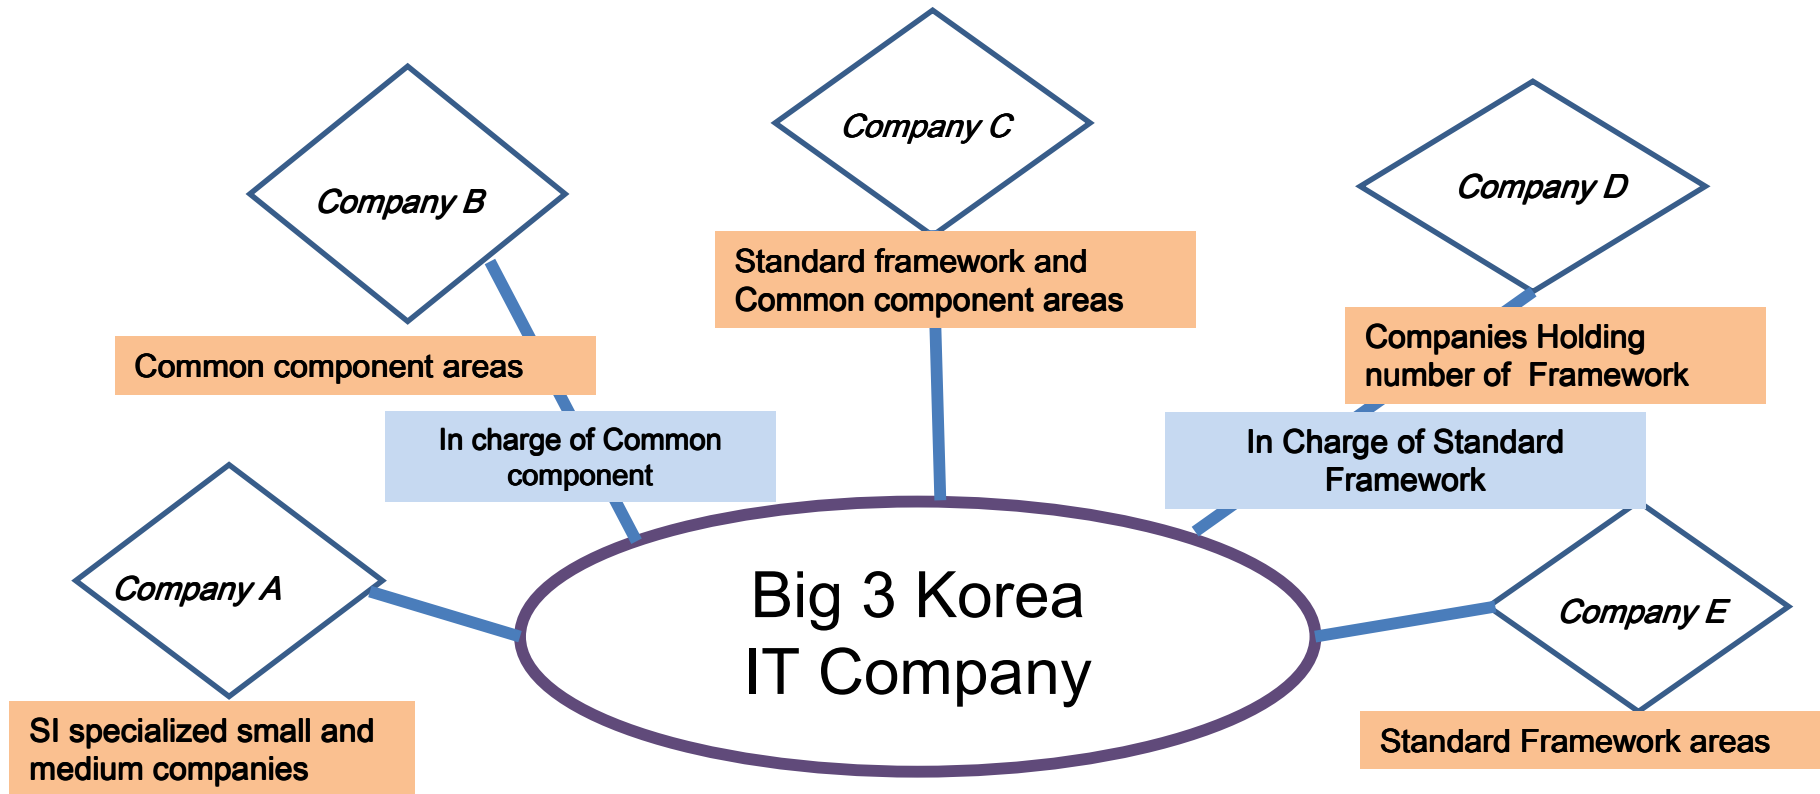 Company C
Company B
Company D
Standard framework and
Common component areas
Companies Holding
number of  Framework
Common component areas
In charge of Common
component
In Charge of Standard
Framework
Company A
Big 3 Korea
IT Company
Company E
SI specialized small and
medium companies
Standard Framework areas